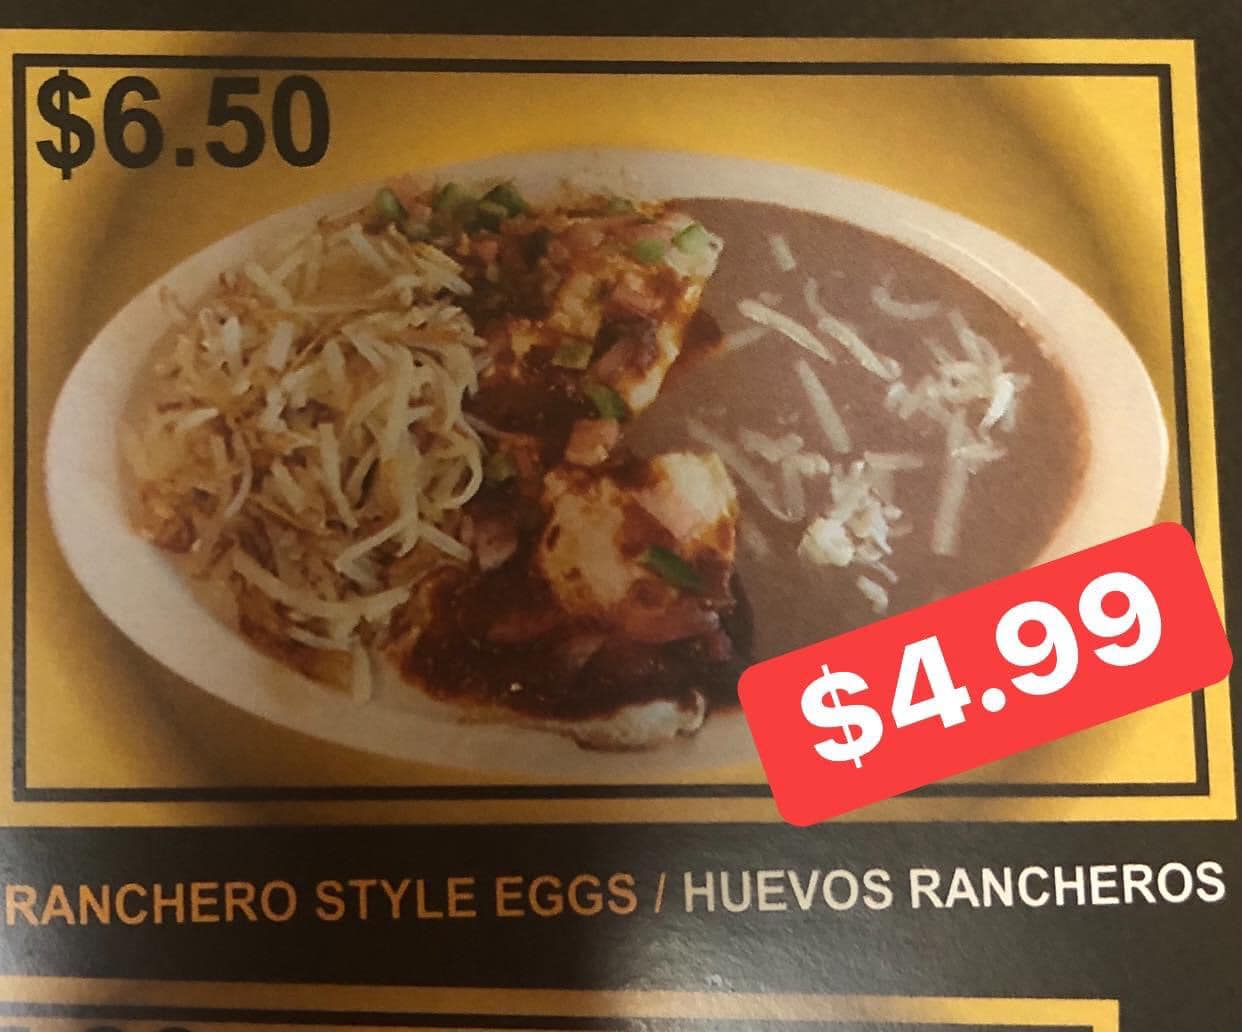 $6.50
$4.99
RANCHERO STYLE EGGS / HUEVOS RANCHEROS